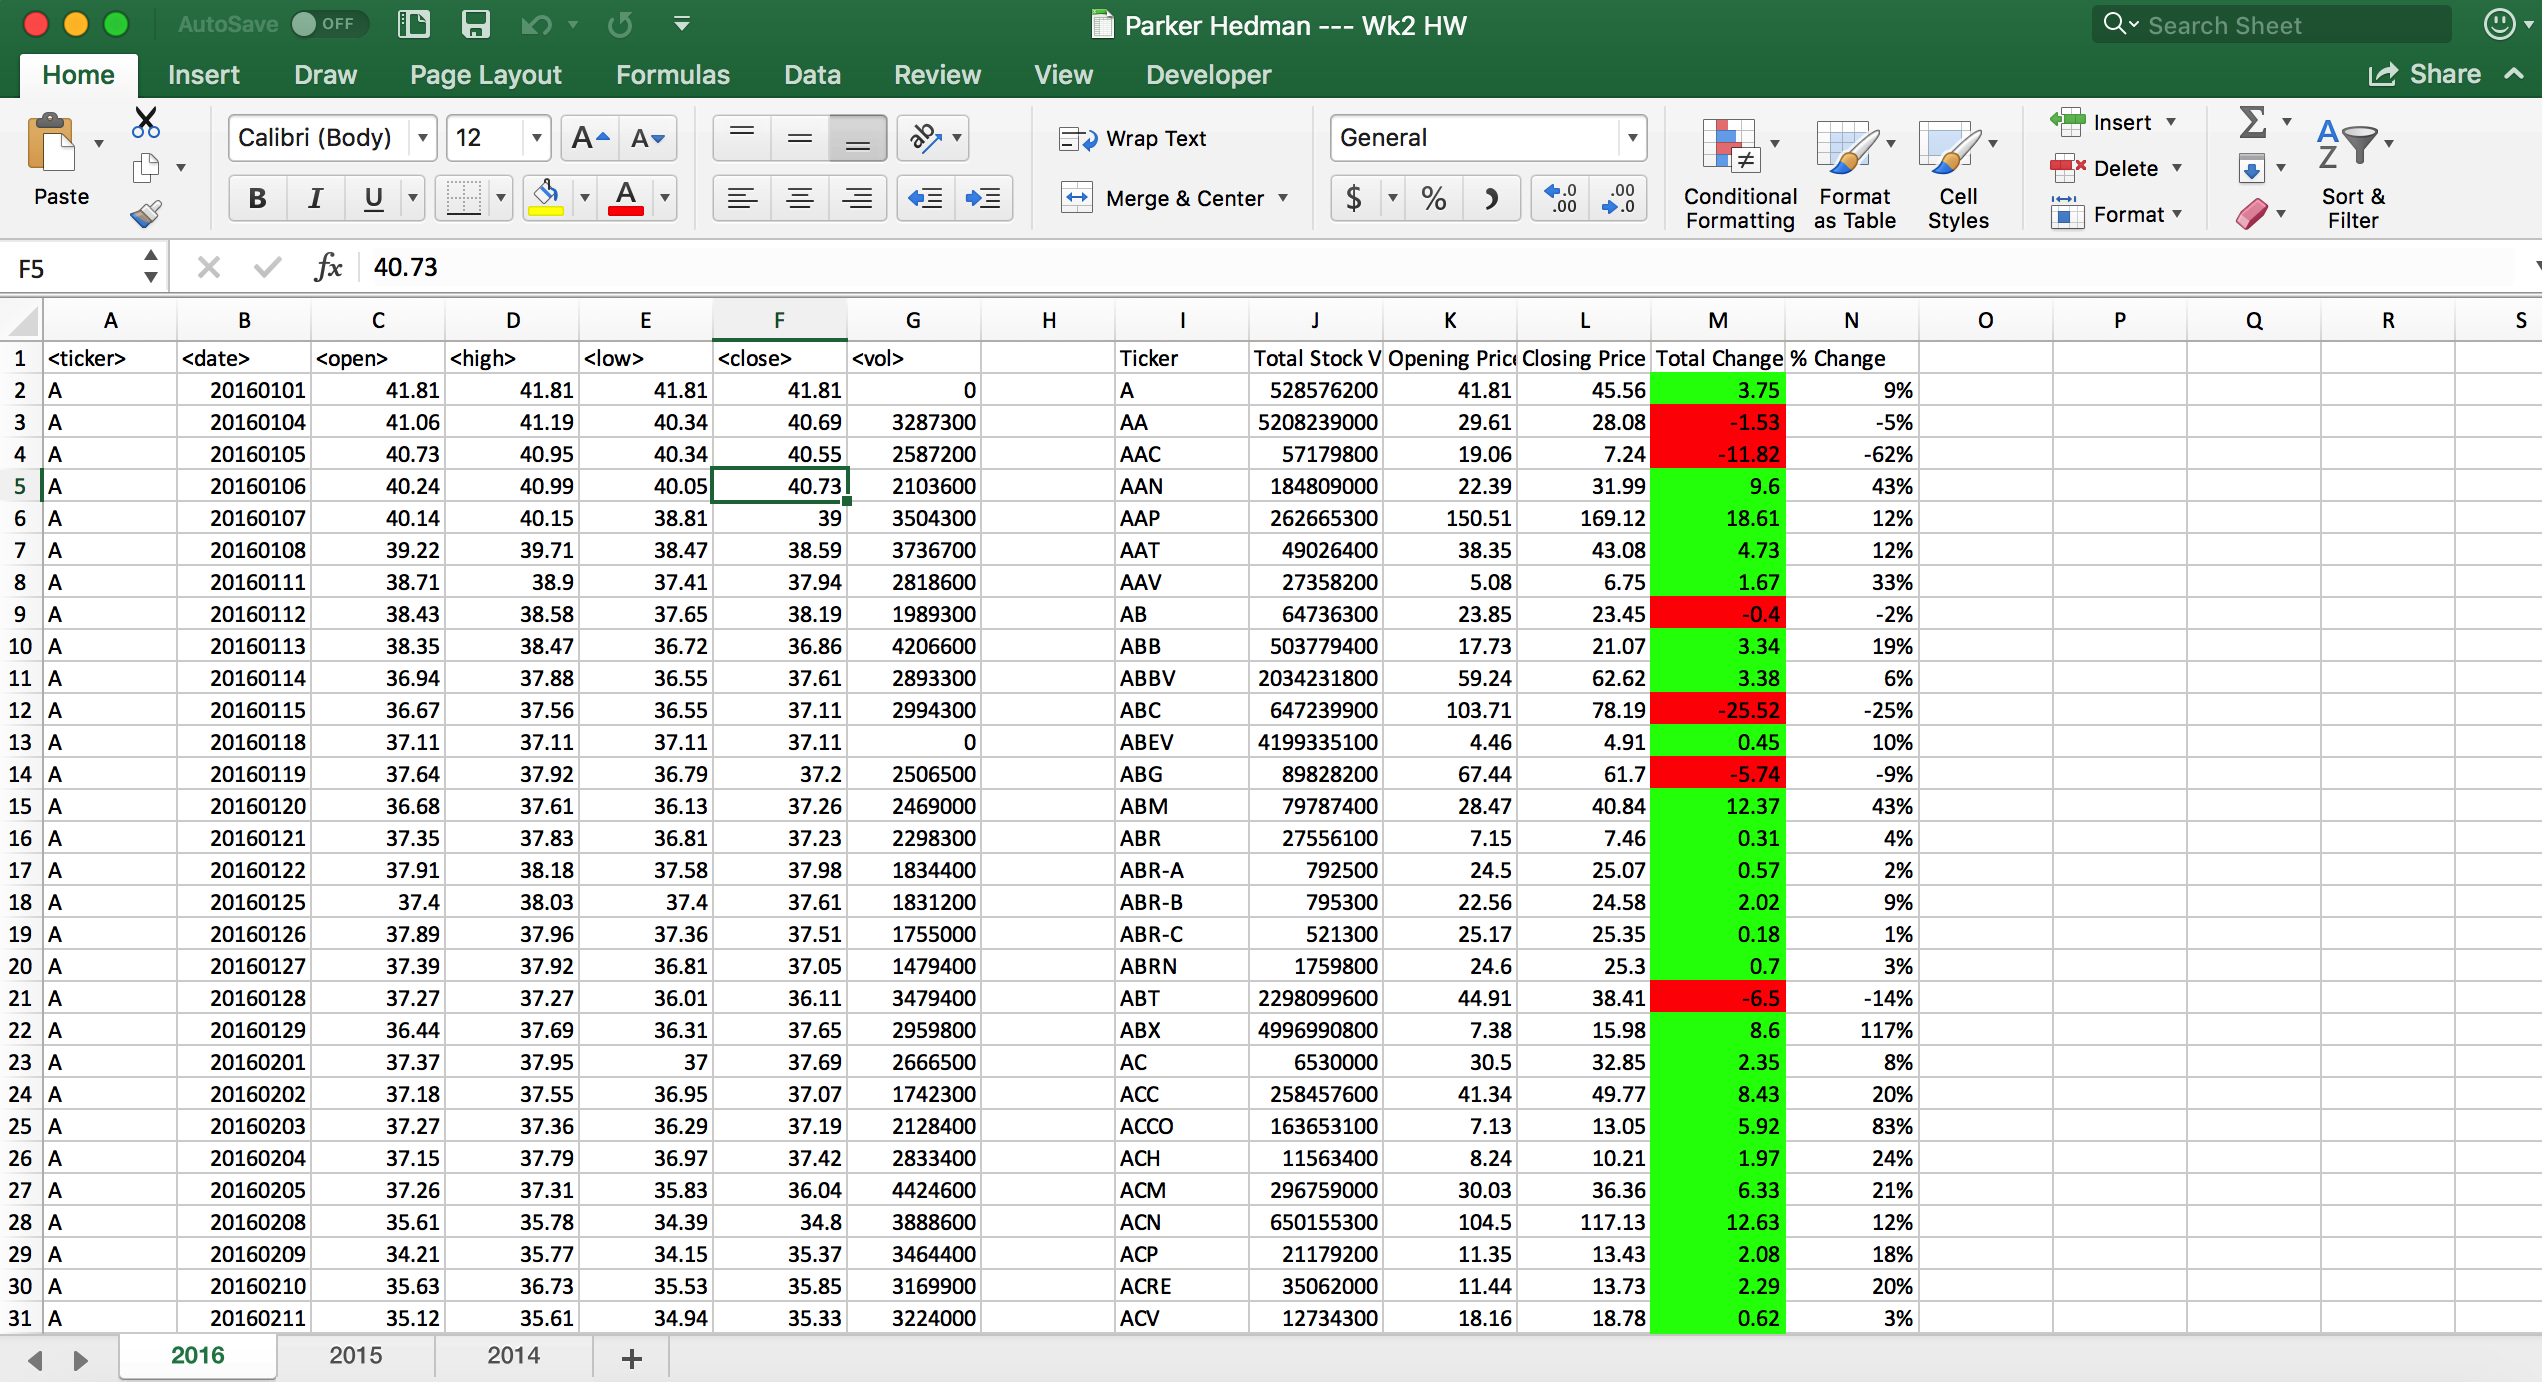 AutoSave OFF Parker Hedman --- Wk2 HW Search Sheet
Home Insert Draw Page Layout Formulas Data Review View Developer Share
Calibri (Body) 12 A A ab Wrap Text General Insert
Paste B I U A Merge & Center $ % .0 .00 .00 .0 Conditional Formatting Format as Table Cell Styles Delete Format Sort & Filter
F5 fx 40.73
A B C D E F G H I J K L M N O P Q R S
1 <ticker> <date> <open> <high> <low> <close> <vol> Ticker Total Stock V Opening Pric Closing Price Total Change % Change
2 A 20160101 41.81 41.81 41.81 41.81 0 A 528576200 41.81 45.56 3.75 9%
3 A 20160104 41.06 41.19 40.34 40.69 3287300 AA 5208239000 29.61 28.08 -1.53 -5%
4 A 20160105 40.73 40.95 40.34 40.55 2587200 AAC 57179800 19.06 7.24 -11.82 -62%
5 A 20160106 40.24 40.99 40.05 40.73 2103600 AAN 184809000 22.39 31.99 9.6 43%
6 A 20160107 40.14 40.15 38.81 39 3504300 AAP 262665300 150.51 169.12 18.61 12%
7 A 20160108 39.22 39.71 38.47 38.59 3736700 AAT 49026400 38.35 43.08 4.73 12%
8 A 20160111 38.71 38.9 37.41 37.94 2818600 AAV 27358200 5.08 6.75 1.67 33%
9 A 20160112 38.43 38.58 37.65 38.19 1989300 AB 64736300 23.85 23.45 -0.4 -2%
10 A 20160113 38.35 38.47 36.72 36.86 4206600 ABB 503779400 17.73 21.07 3.34 19%
11 A 20160114 36.94 37.88 36.55 37.61 2893300 ABBV 2034231800 59.24 62.62 3.38 6%
12 A 20160115 36.67 37.56 36.55 37.11 2994300 ABC 647239900 103.71 78.19 -25.52 -25%
13 A 20160118 37.11 37.11 37.11 37.11 0 ABEV 4199335100 4.46 4.91 0.45 10%
14 A 20160119 37.64 37.92 36.79 37.2 2506500 ABG 89828200 67.44 61.7 -5.74 -9%
15 A 20160120 36.68 37.61 36.13 37.26 2469000 ABM 79787400 28.47 40.84 12.37 43%
16 A 20160121 37.35 37.83 36.81 37.23 2298300 ABR 27556100 7.15 7.46 0.31 4%
17 A 20160122 37.91 38.18 37.58 37.98 1834400 ABR-A 792500 24.5 25.07 0.57 2%
18 A 20160125 37.4 38.03 37.4 37.61 1831200 ABR-B 795300 22.56 24.58 2.02 9%
19 A 20160126 37.89 37.96 37.36 37.51 1755000 ABR-C 521300 25.17 25.35 0.18 1%
20 A 20160127 37.39 37.92 36.81 37.05 1479400 ABRN 1759800 24.6 25.3 0.7 3%
21 A 20160128 37.27 37.27 36.01 36.11 3479400 ABT 2298099600 44.91 38.41 -6.5 -14%
22 A 20160129 36.44 37.69 36.31 37.65 2959800 ABX 4996990800 7.38 15.98 8.6 117%
23 A 20160201 37.37 37.95 37 37.69 2666500 AC 6530000 30.5 32.85 2.35 8%
24 A 20160202 37.18 37.55 36.95 37.07 1742300 ACC 258457600 41.34 49.77 8.43 20%
25 A 20160203 37.27 37.36 36.29 37.19 2128400 ACCO 163653100 7.13 13.05 5.92 83%
26 A 20160204 37.15 37.79 36.97 37.42 2833400 ACH 11563400 8.24 10.21 1.97 24%
27 A 20160205 37.26 37.31 35.83 36.04 4424600 ACM 296759000 30.03 36.36 6.33 21%
28 A 20160208 35.61 35.78 34.39 34.8 3888600 ACN 650155300 104.5 117.13 12.63 12%
29 A 20160209 34.21 35.77 34.15 35.37 3464400 ACP 21179200 11.35 13.43 2.08 18%
30 A 20160210 35.63 36.73 35.53 35.85 3169900 ACRE 35062000 11.44 13.73 2.29 20%
31 A 20160211 35.12 35.61 34.94 35.33 3224000 ACV 12734300 18.16 18.78 0.62 3%
2016 2015 2014 +